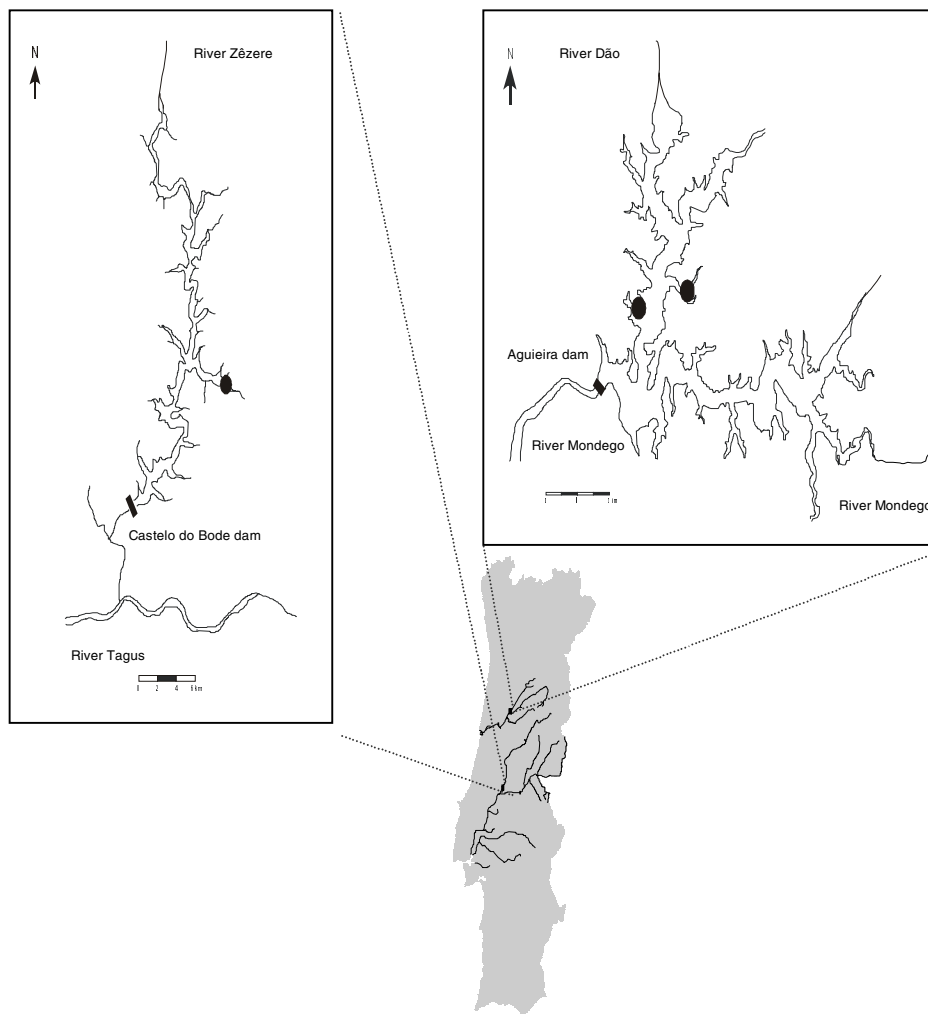 N
River Zêzere
Castelo do Bode dam
River Tagus
0 2 4 6 km
N
River Dão
Aguieira dam
River Mondego
River Mondego